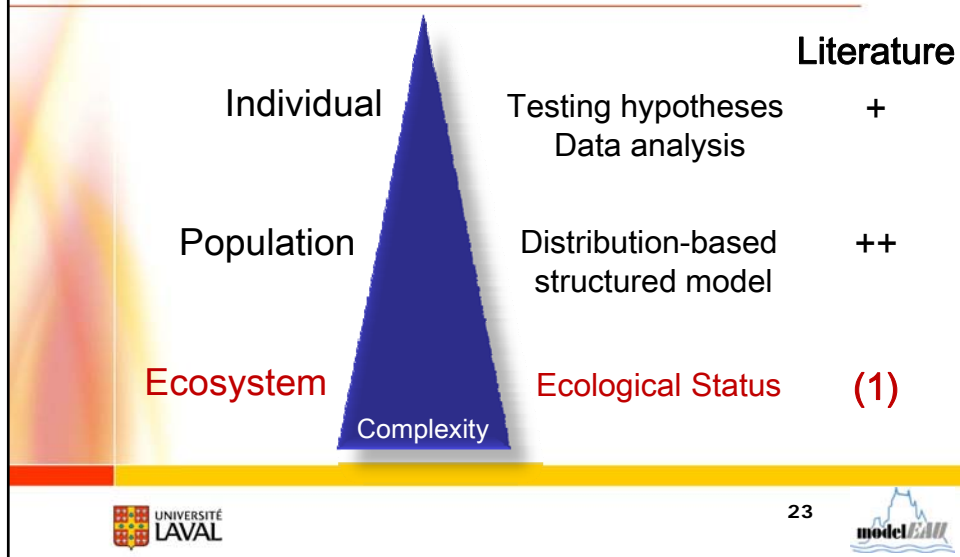 Literature
Individual
Testing hypotheses
Data analysis
+
Population
Distribution-based
structured model
++
Ecosystem
Ecological Status
(1)
Complexity
UNIVERSITÉ
LAVAL
23
modelEAU